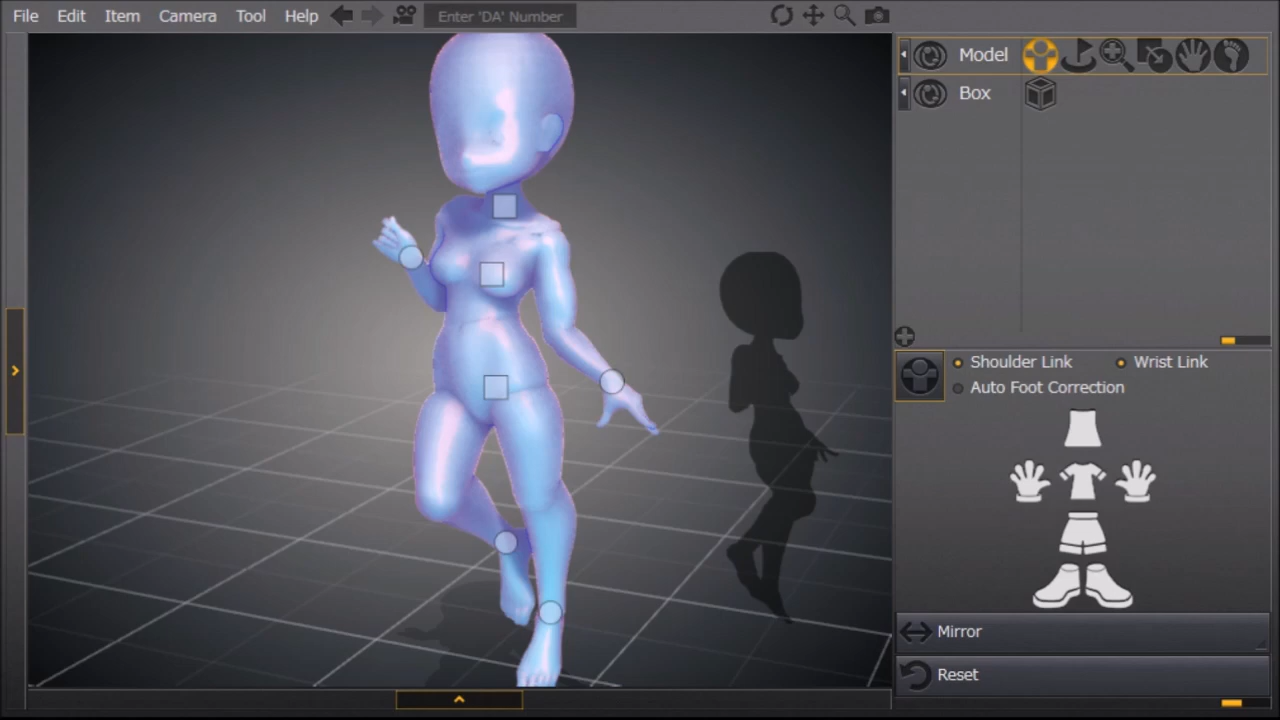 File Edit Item Camera Tool Help Enter 'DA' Number
Model
Box
Shoulder Link Wrist Link
Auto Foot Correction
Mirror
Reset